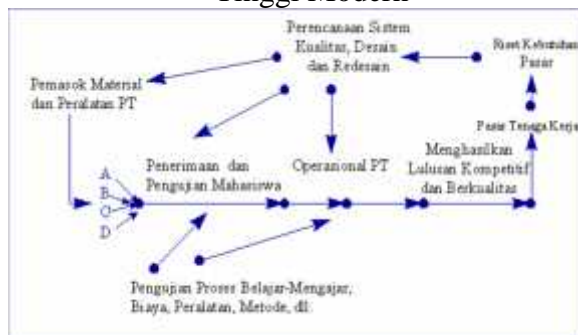 Tinggi Modern
Perencanaan Sistem
Kualitas, Desain
dan Redesain
Riset Kebutuhan
Pasar
Pemasok Material
dan Peralatan PT
Pasar Tenaga Kerja
Menghasilkan
Lulusan Kompetitif
dan Berkualitas
Penerimaan dan
Pengujian Mahasiswa
Operasional PT
A
B
C
D
Pengujian Proses Belajar-Mengajar,
Biaya, Peralatan, Metode, dll.